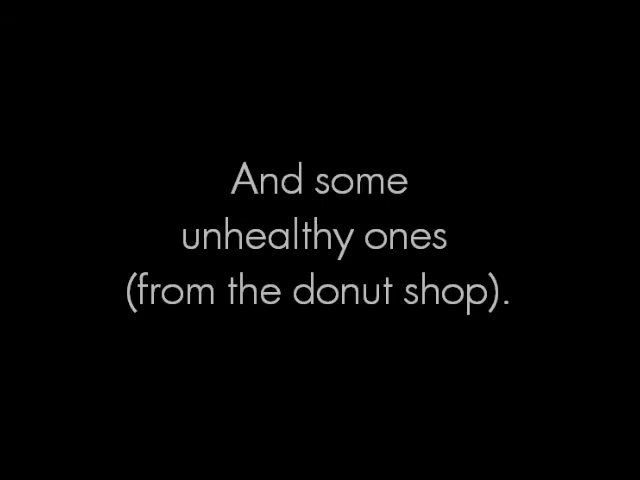 And some
unhealthy ones
(from the donut shop).